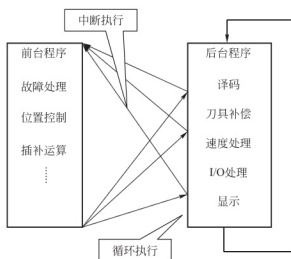 中断执行
前台程序
故障处理
位置控制
插补运算
……
后台程序
译码
刀具补偿
速度处理
I/O处理
显示
循环执行